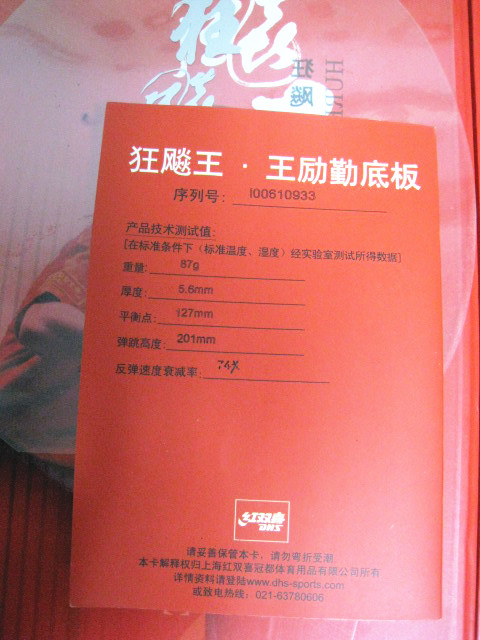 狂飚
HURR
狂飚王·王励勤底板
序列号: I00610933
产品技术测试值:
[在标准条件下（标准温度、湿度）经实验室测试所得数据]
重量: 87g
厚度: 5.6mm
平衡点: 127mm
弹跳高度: 201mm
反弹速度衰减率:
红双喜
DHS
请妥善保管本卡，请勿弯折受潮
本卡解释权归上海红双喜冠都体育用品有限公司所有
详情资料请登陆www.dhs-sports.com
或致电热线: 021-63780606